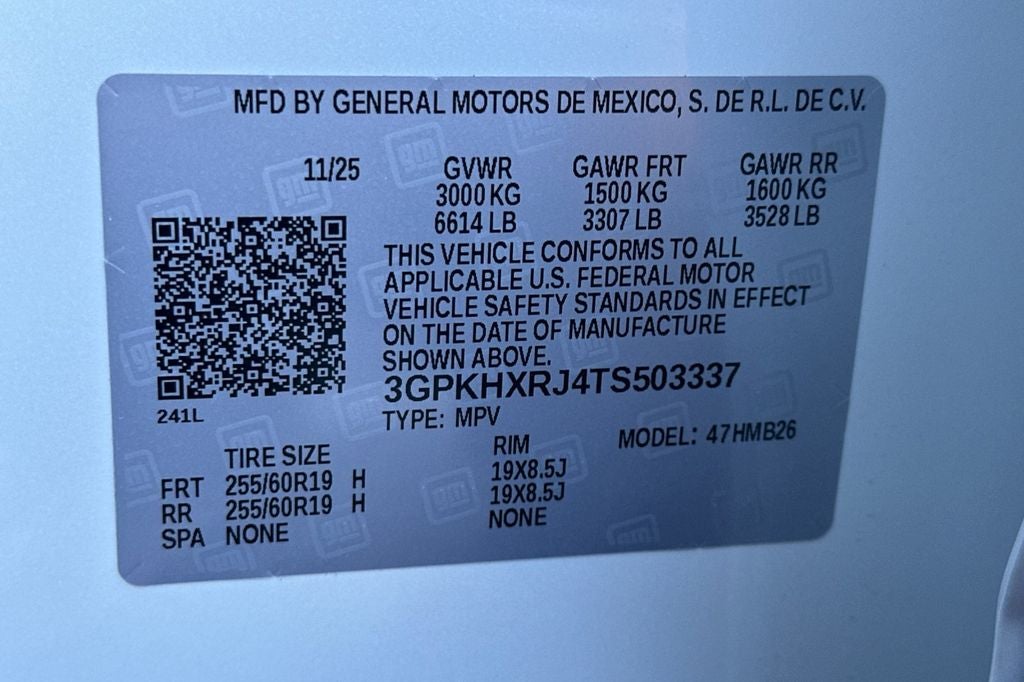 MFD BY GENERAL MOTORS DE MEXICO, S. DE R.L. DE C.V.
11/25 GVWR GAWR FRT GAWR RR
3000 KG 1500 KG 1600 KG
6614 LB 3307 LB 3528 LB
THIS VEHICLE CONFORMS TO ALL
APPLICABLE U.S. FEDERAL MOTOR
VEHICLE SAFETY STANDARDS IN EFFECT
ON THE DATE OF MANUFACTURE
SHOWN ABOVE.
3GPKHXRJ4TS503337
241L
TYPE: MPV
MODEL: 47HMB26
TIRE SIZE RIM
FRT 255/60R19 H 19X8.5J
RR 255/60R19 H 19X8.5J
SPA NONE NONE